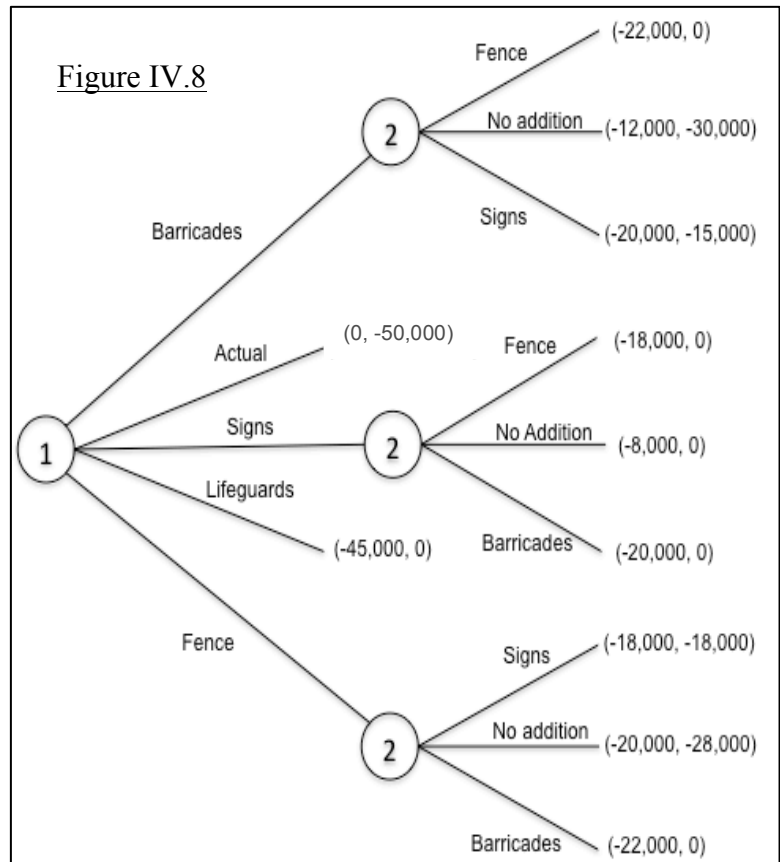 Figure IV.8
Fence
(-22,000, 0)
2
No addition
(-12,000, -30,000)
Signs
(-20,000, -15,000)
Barricades
Actual
(0, -50,000)
Fence
(-18,000, 0)
1
Signs
2
No Addition
(-8,000, 0)
Lifeguards
(-45,000, 0)
Barricades
(-20,000, 0)
Fence
Signs
(-18,000, -18,000)
2
No addition
(-20,000, -28,000)
Barricades
(-22,000, 0)